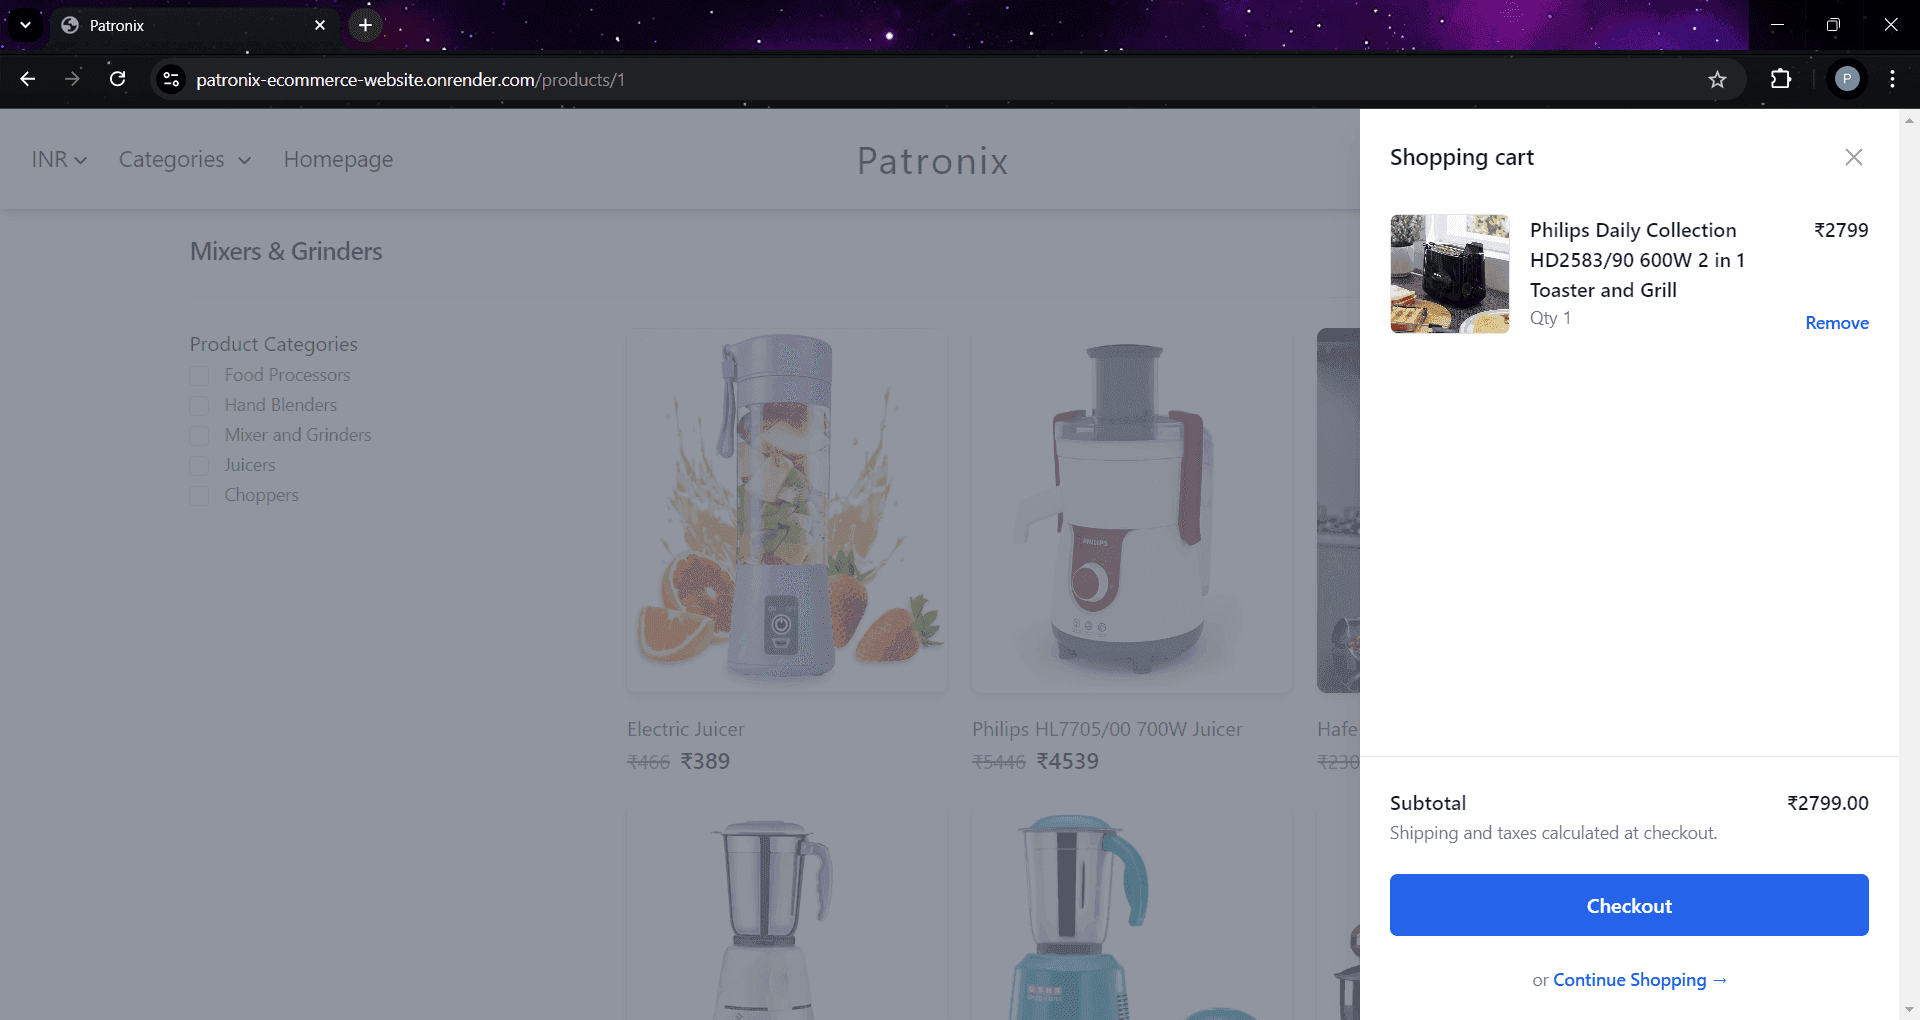 Patronix
patronix-ecommerce-website.onrender.com/products/1
P
INR
Categories
Homepage
Patronix
Mixers & Grinders
Product Categories
Food Processors
Hand Blenders
Mixer and Grinders
Juicers
Choppers
PHILIPS
Electric Juicer
₹466 ₹389
Philips HL7705/00 700W Juicer
₹5446 ₹4539
Hafe
₹230
Shopping cart
Philips Daily Collection
HD2583/90 600W 2 in 1
Toaster and Grill
₹2799
Qty 1
Remove
Subtotal
₹2799.00
Shipping and taxes calculated at checkout.
Checkout
or Continue Shopping →